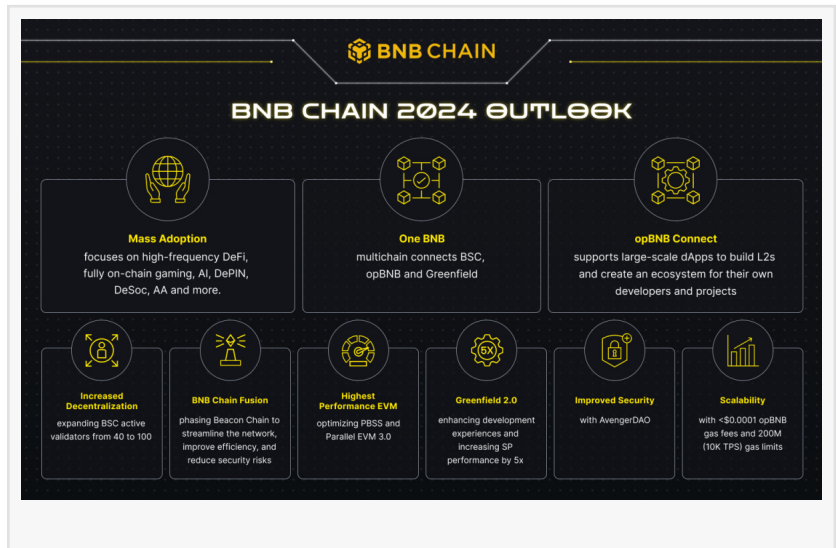 BNB CHAIN
BNB CHAIN 2024 OUTLOOK
Mass Adoption
focuses on high-frequency DeFi,
fully on-chain gaming, AI, DePIN,
DeSoc, AA and more.
One BNB
multichain connects BSC,
opBNB and Greenfield
opBNB Connect
supports large-scale dApps to build L2s
and create an ecosystem for their own
developers and projects
Increased
Decentralization
expanding BSC active
validators from 40 to 100
BNB Chain Fusion
phasing Beacon Chain to
streamline the network,
improve efficiency, and
reduce security risks
Highest
Performance EVM
optimizing PBSS and
Parallel EVM 3.0
5X
Greenfield 2.0
enhancing development
experiences and
increasing SP
performance by 5x
Improved Security
with AvengerDAO
Scalability
with <$0.0001 opBNB
gas fees and 200M
(10K TPS) gas limits